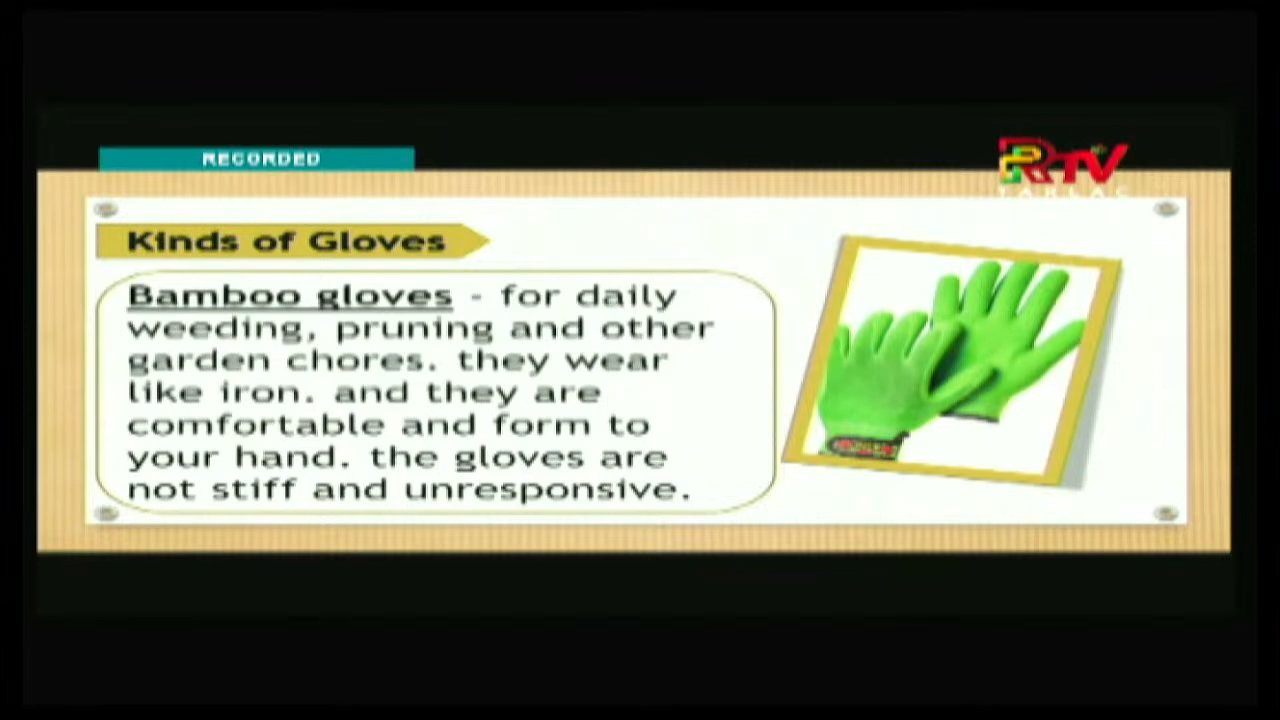 RECORDED
RTV
TARLAC
Kinds of Gloves
Bamboo gloves - for daily
weeding, pruning and other
garden chores. they wear
like iron. and they are
comfortable and form to
your hand. the gloves are
not stiff and unresponsive.